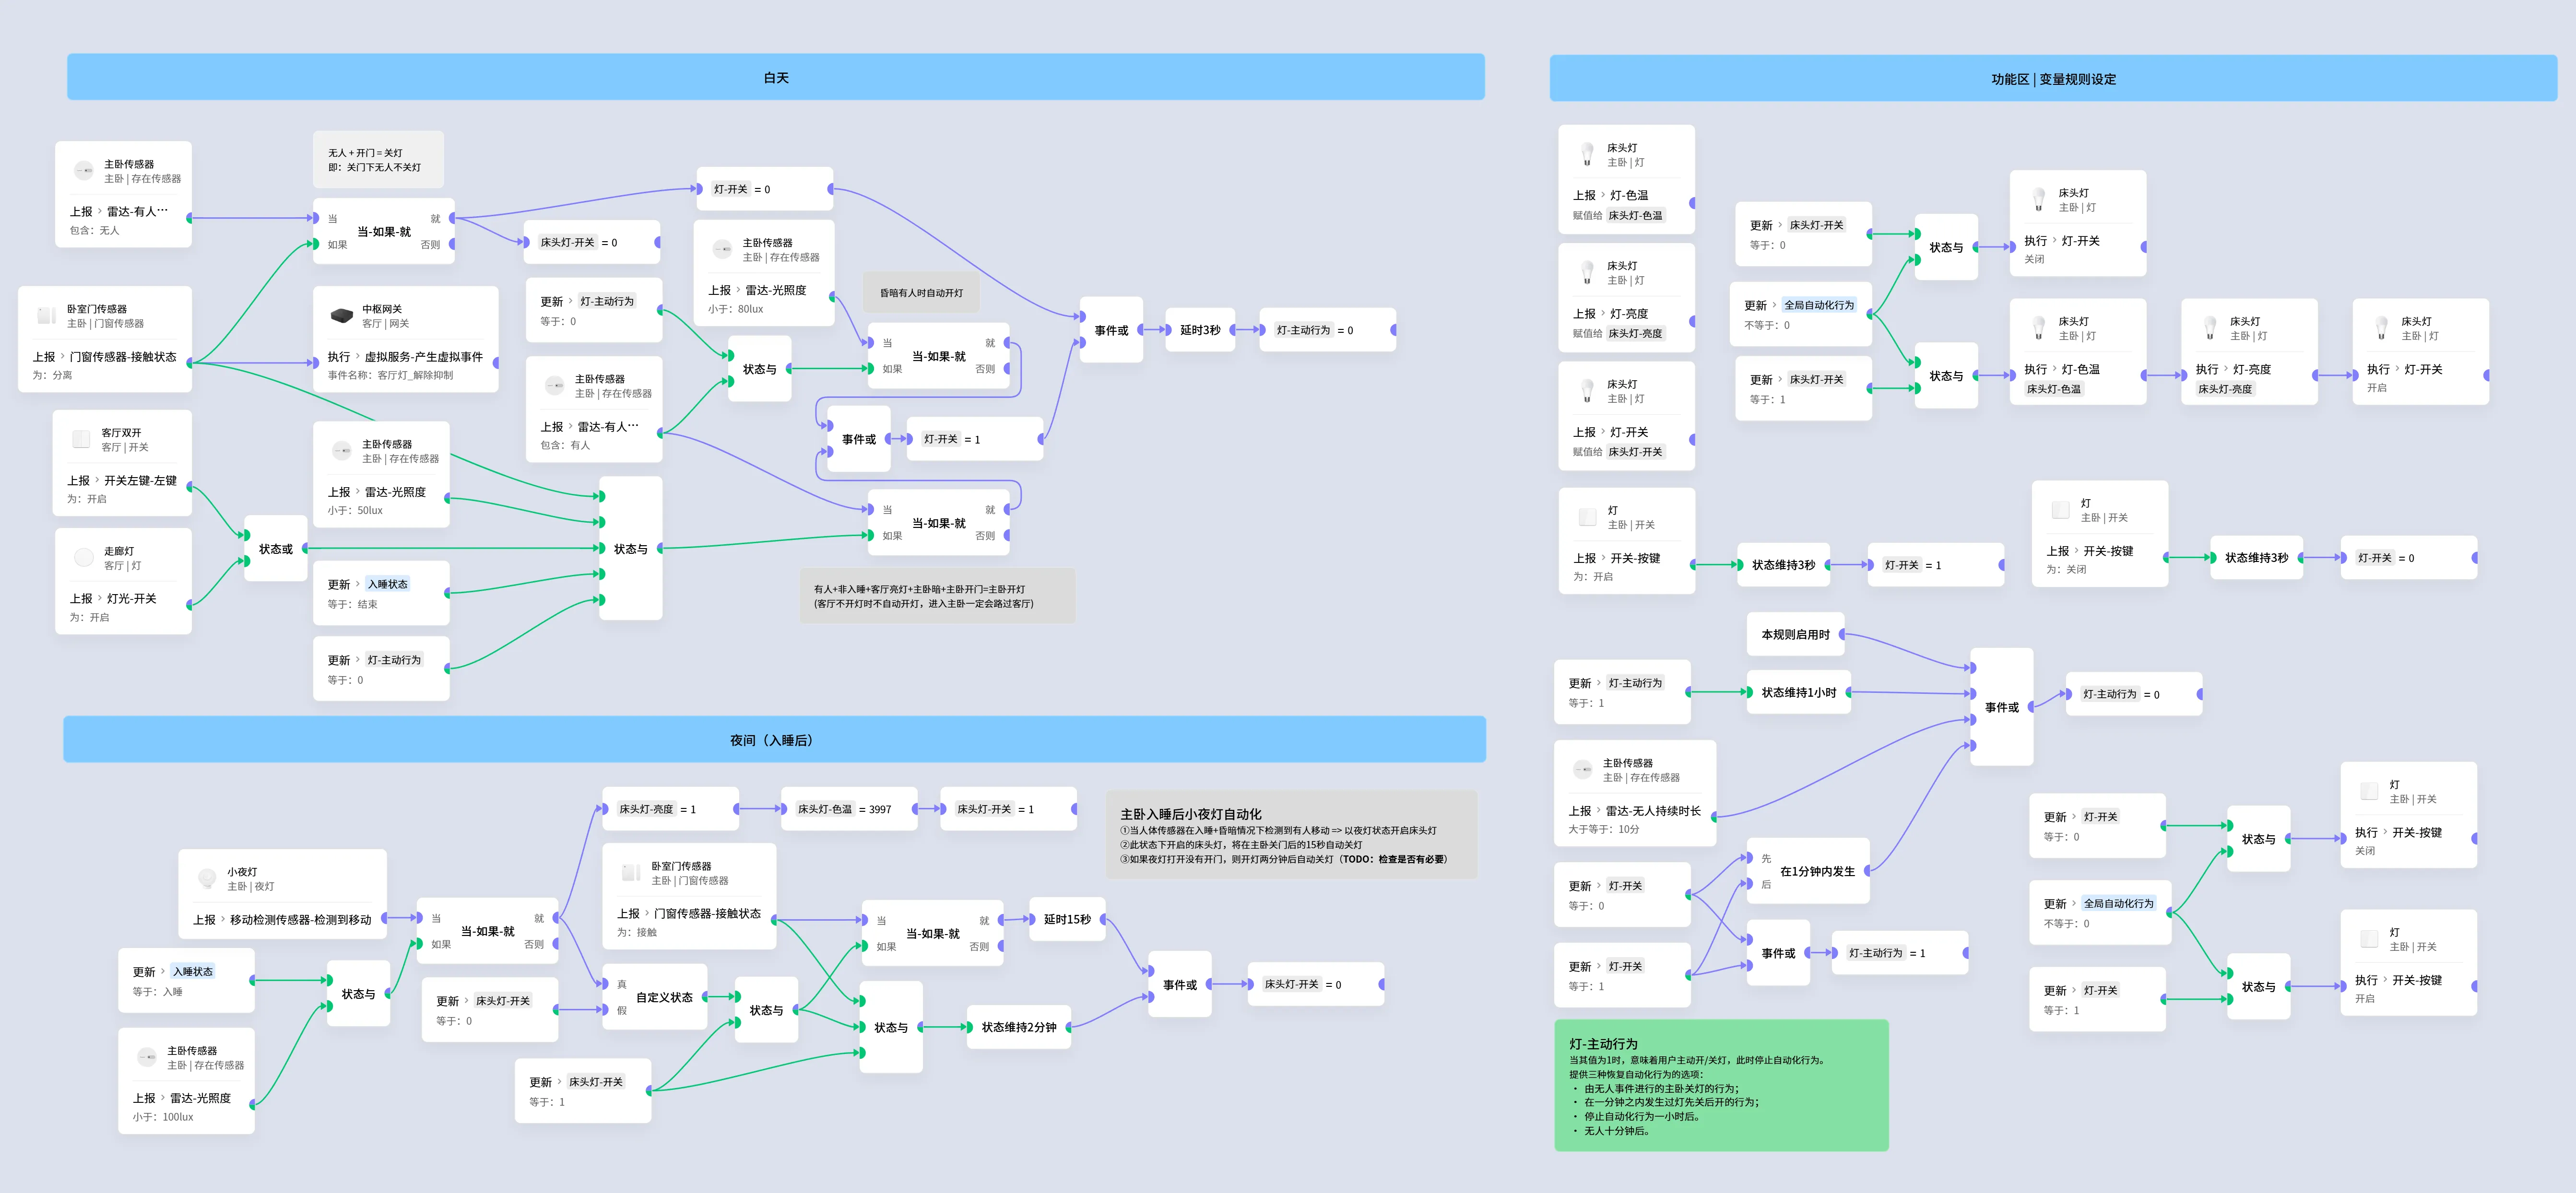 白天
主卧传感器
主卧 | 存在传感器
上报 › 雷达-有人…
包含：无人
无人 + 开门 = 关灯
即：关门下无人不关灯
当
如果
当-如果-就
就
否则
灯-开关 = 0
床头灯-开关 = 0
主卧传感器
主卧 | 存在传感器
上报 › 雷达-光照度
小于：80lux
卧室门传感器
主卧 | 门窗传感器
上报 › 门窗传感器-接触状态
为：分离
中枢网关
客厅 | 网关
执行 › 虚拟服务-产生虚拟事件
事件名称：客厅灯_解除抑制
更新 › 灯-主动行为
等于：0
主卧传感器
主卧 | 存在传感器
上报 › 雷达-有人…
包含：有人
状态与
昏暗有人时自动开灯
当
如果
当-如果-就
就
否则
事件或
延时3秒
灯-主动行为 = 0
事件或
灯-开关 = 1
客厅双开
客厅 | 开关
上报 › 开关左键-左键
为：开启
走廊灯
客厅 | 灯
上报 › 灯光-开关
为：开启
状态或
主卧传感器
主卧 | 存在传感器
上报 › 雷达-光照度
小于：50lux
更新 › 入睡状态
等于：结束
更新 › 灯-主动行为
等于：0
状态与
当
如果
当-如果-就
就
否则
有人+非入睡+客厅亮灯+主卧暗+主卧开门=主卧开灯
(客厅不开灯时不自动开灯，进入主卧一定会路过客厅)
夜间（入睡后）
小夜灯
主卧 | 夜灯
上报 › 移动检测传感器-检测到移动
更新 › 入睡状态
等于：入睡
主卧传感器
主卧 | 存在传感器
上报 › 雷达-光照度
小于：100lux
状态与
当
如果
当-如果-就
就
否则
床头灯-亮度 = 1
床头灯-色温 = 3997
床头灯-开关 = 1
卧室门传感器
主卧 | 门窗传感器
上报 › 门窗传感器-接触状态
为：接触
更新 › 床头灯-开关
等于：0
真
假
自定义状态
更新 › 床头灯-开关
等于：1
状态与
当
如果
当-如果-就
就
否则
延时15秒
状态与
状态维持2分钟
事件或
床头灯-开关 = 0
主卧入睡后小夜灯自动化
①当人体传感器在入睡+昏暗情况下检测到有人移动 => 以夜灯状态开启床头灯
②此状态下开启的床头灯，将在主卧关门后的15秒自动关灯
③如果夜灯打开没有开门，则开灯两分钟后自动关灯（TODO：检查是否有必要）
功能区 | 变量规则设定
床头灯
主卧 | 灯
上报 › 灯-色温
赋值给 床头灯-色温
床头灯
主卧 | 灯
上报 › 灯-亮度
赋值给 床头灯-亮度
床头灯
主卧 | 灯
上报 › 灯-开关
赋值给 床头灯-开关
更新 › 床头灯-开关
等于：0
更新 › 全局自动化行为
不等于：0
更新 › 床头灯-开关
等于：1
状态与
状态与
床头灯
主卧 | 灯
执行 › 灯-开关
关闭
床头灯
主卧 | 灯
执行 › 灯-色温
床头灯-色温
床头灯
主卧 | 灯
执行 › 灯-亮度
床头灯-亮度
床头灯
主卧 | 灯
执行 › 灯-开关
开启
灯
主卧 | 开关
上报 › 开关-按键
为：开启
状态维持3秒
灯-开关 = 1
灯
主卧 | 开关
上报 › 开关-按键
为：关闭
状态维持3秒
灯-开关 = 0
本规则启用时
更新 › 灯-主动行为
等于：1
状态维持1小时
主卧传感器
主卧 | 存在传感器
上报 › 雷达-无人持续时长
大于等于：10分
更新 › 灯-开关
等于：0
更新 › 灯-开关
等于：1
先
后
在1分钟内发生
事件或
灯-主动行为 = 1
事件或
灯-主动行为 = 0
更新 › 灯-开关
等于：0
更新 › 全局自动化行为
不等于：0
更新 › 灯-开关
等于：1
状态与
状态与
灯
主卧 | 开关
执行 › 开关-按键
关闭
灯
主卧 | 开关
执行 › 开关-按键
开启
灯-主动行为
当其值为1时，意味着用户主动开/关灯，此时停止自动化行为。
提供三种恢复自动化行为的选项：
• 由无人事件进行的主卧关灯的行为；
• 在一分钟之内发生过灯先关后开的行为；
• 停止自动化行为一小时后。
• 无人十分钟后。